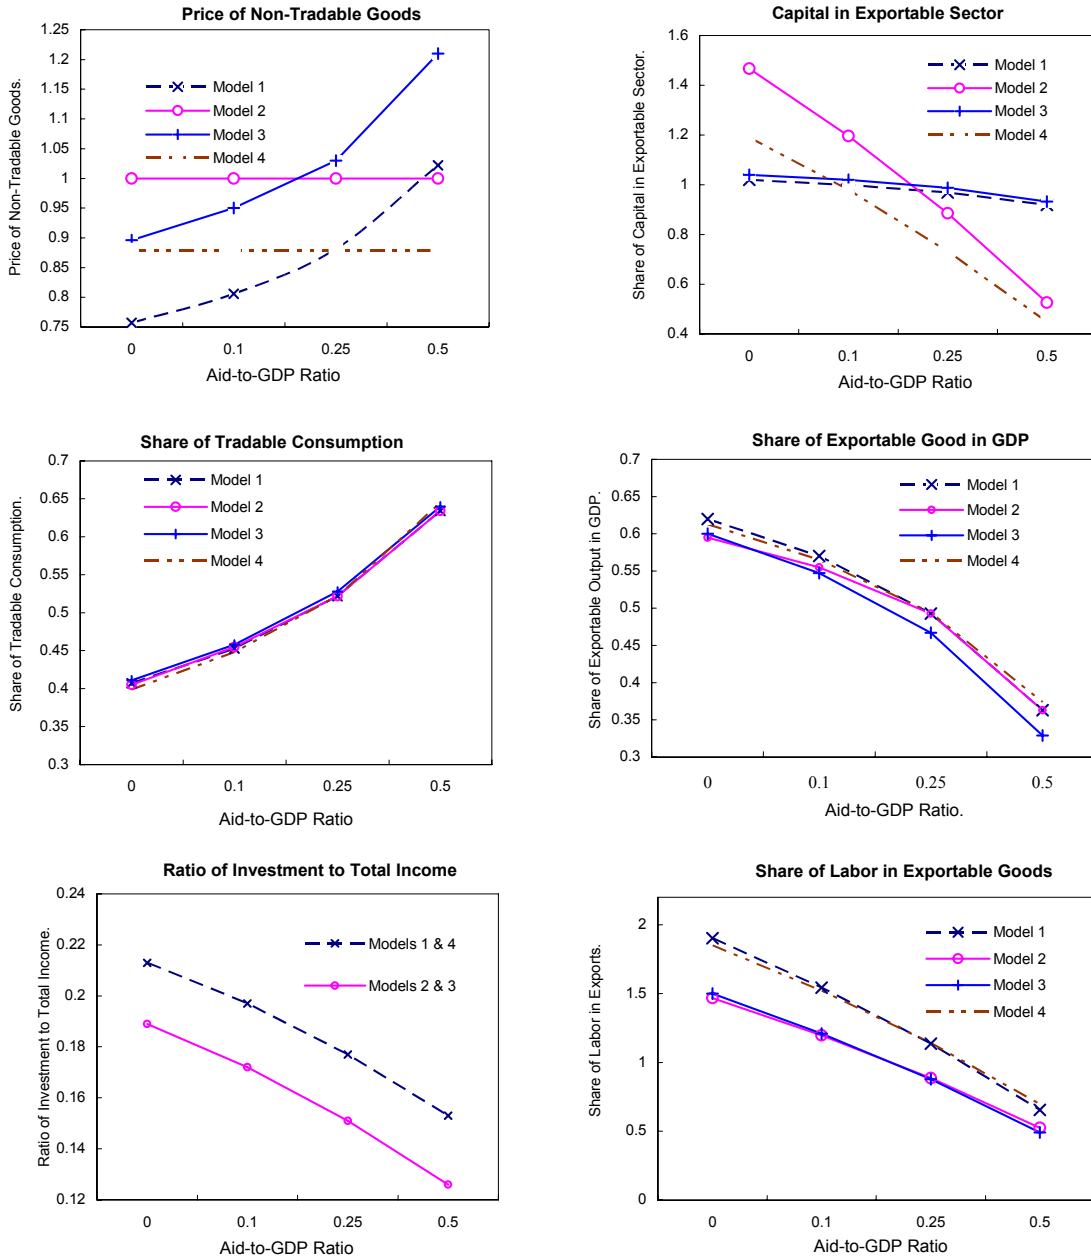 Price of Non-Tradable Goods
Price of Non-Tradable Goods.
1.25
1.2
1.15
1.1
1.05
1
0.95
0.9
0.85
0.8
0.75
Model 1
Model 2
Model 3
Model 4
0 0.1 0.25 0.5
Aid-to-GDP Ratio
Capital in Exportable Sector
Share of Capital in Exportable Sector.
1.6
1.4
1.2
1
0.8
0.6
0.4
Model 1
Model 2
Model 3
Model 4
0 0.1 0.25 0.5
Aid-to-GDP Ratio
Share of Tradable Consumption
Share of Tradable Consumption.
0.7
0.65
0.6
0.55
0.5
0.45
0.4
0.35
0.3
Model 1
Model 2
Model 3
Model 4
0 0.1 0.25 0.5
Aid-to-GDP Ratio
Share of Exportable Good in GDP
Share of Exportable Output in GDP.
0.7
0.65
0.6
0.55
0.5
0.45
0.4
0.35
0.3
Model 1
Model 2
Model 3
Model 4
0 0.1 0.25 0.5
Aid-to-GDP Ratio.
Ratio of Investment to Total Income
Ratio of Investment to Total Income.
0.24
0.22
0.2
0.18
0.16
0.14
0.12
Models 1 & 4
Models 2 & 3
0 0.1 0.25 0.5
Aid-to-GDP Ratio
Share of Labor in Exportable Goods
Share of Labor in Exports.
2
1.5
1
0.5
0
Model 1
Model 2
Model 3
Model 4
0 0.1 0.25 0.5
Aid-to-GDP Ratio